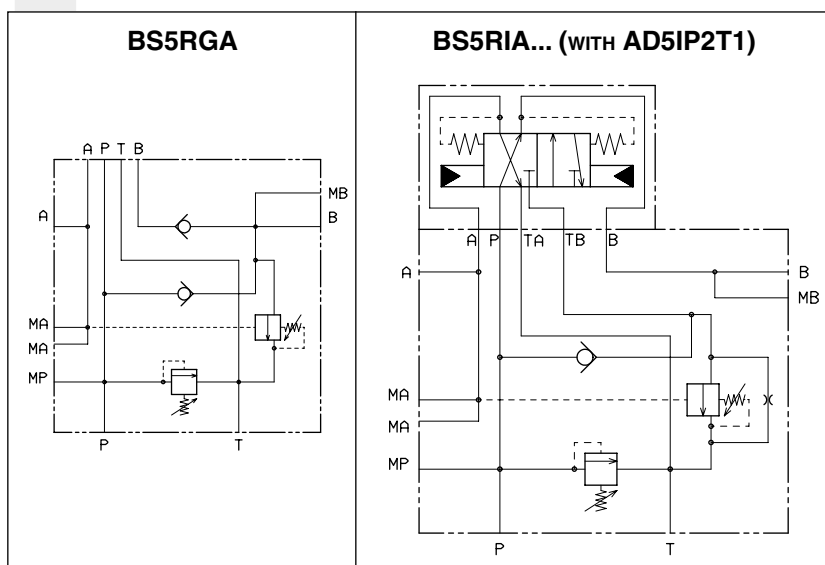 BS5RGA
BS5RIA... (WITH AD5IP2T1)
A P T B
MB
A
B
MA
MA
MP
P
T
A P TA TB B
A
B
MB
MA
MA
MP
P
T